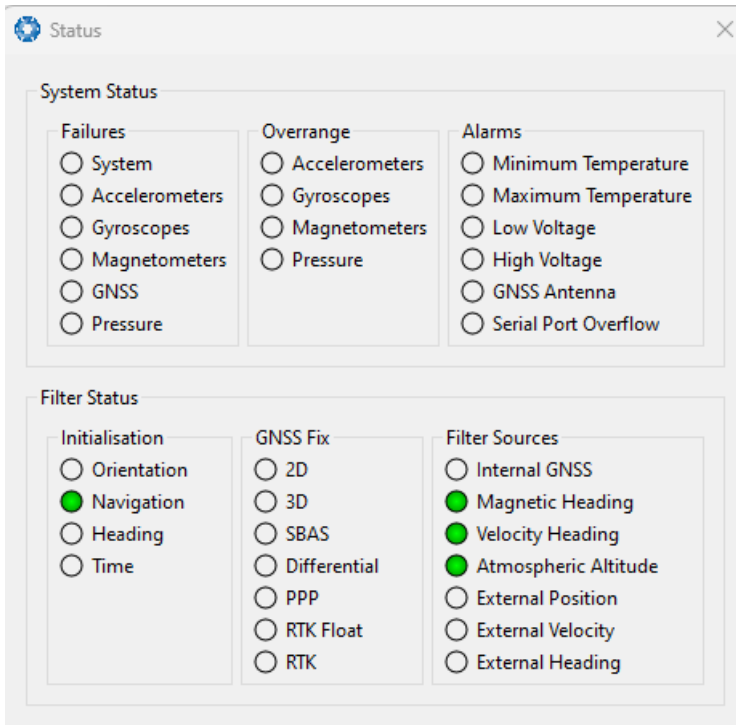 Status
System Status
Failures
System
Accelerometers
Gyroscopes
Magnetometers
GNSS
Pressure
Overrange
Accelerometers
Gyroscopes
Magnetometers
Pressure
Alarms
Minimum Temperature
Maximum Temperature
Low Voltage
High Voltage
GNSS Antenna
Serial Port Overflow
Filter Status
Initialisation
Orientation
Navigation
Heading
Time
GNSS Fix
2D
3D
SBAS
Differential
PPP
RTK Float
RTK
Filter Sources
Internal GNSS
Magnetic Heading
Velocity Heading
Atmospheric Altitude
External Position
External Velocity
External Heading